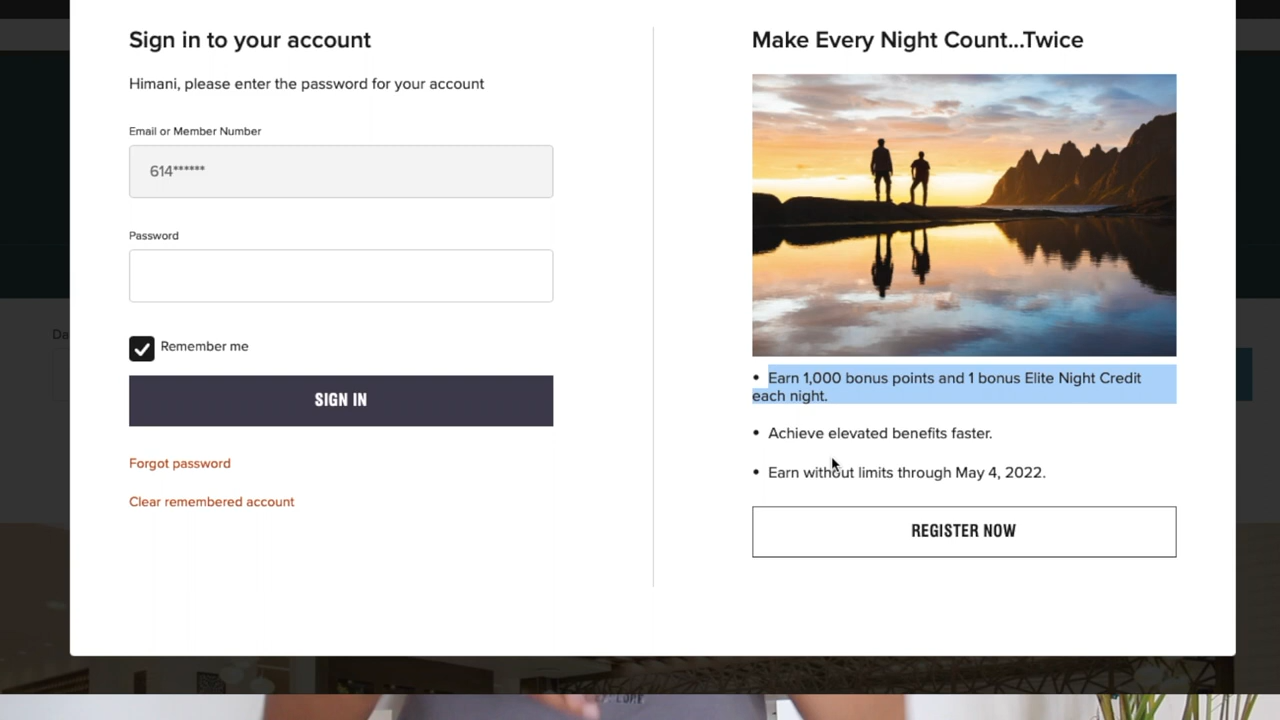 Sign in to your account
Himani, please enter the password for your account
Email or Member Number
614******
Password
Remember me
SIGN IN
Forgot password
Clear remembered account
Make Every Night Count...Twice
• Earn 1,000 bonus points and 1 bonus Elite Night Credit
each night.
• Achieve elevated benefits faster.
• Earn without limits through May 4, 2022.
REGISTER NOW
Da